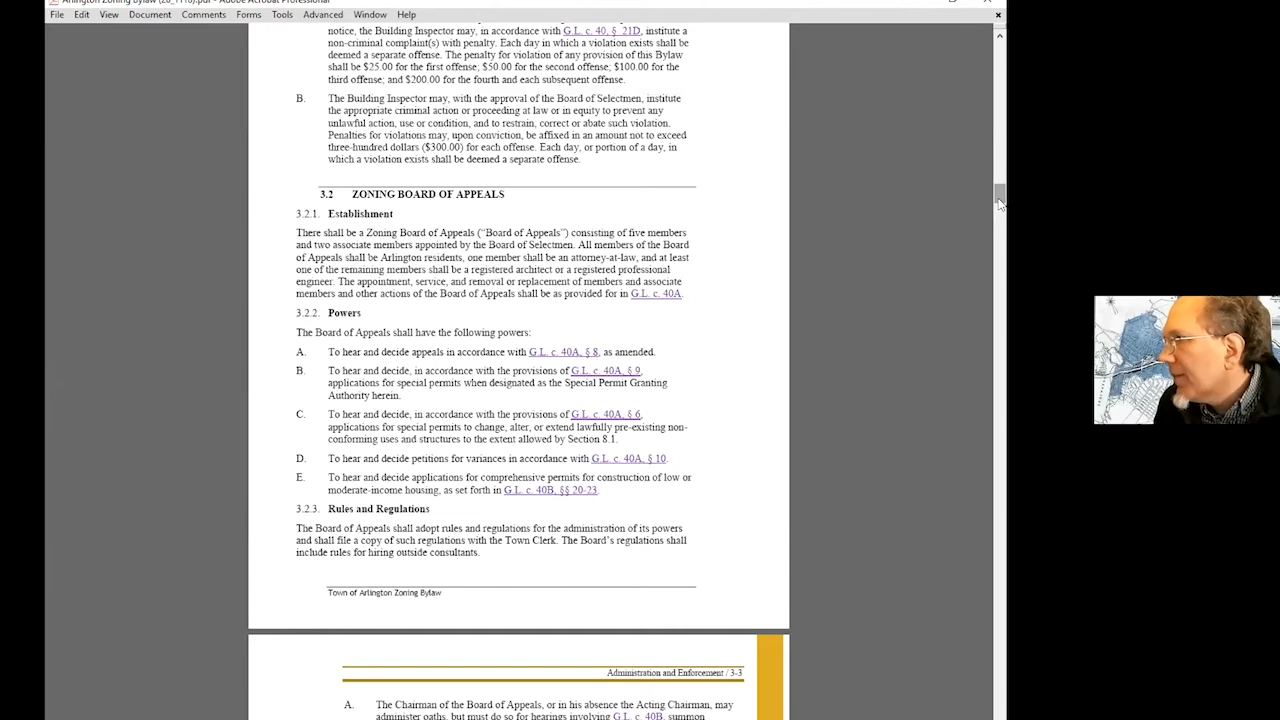 Arlington Zoning Bylaw (20_1116).pdf - Adobe Acrobat Professional
File Edit View Document Comments Forms Tools Advanced Window Help
notice, the Building Inspector may, in accordance with G.L. c. 40, § 21D, institute a
non-criminal complaint(s) with penalty. Each day in which a violation exists shall be
deemed a separate offense. The penalty for violation of any provision of this Bylaw
shall be $25.00 for the first offense; $50.00 for the second offense; $100.00 for the
third offense; and $200.00 for the fourth and each subsequent offense.
B. The Building Inspector may, with the approval of the Board of Selectmen, institute
the appropriate criminal action or proceeding at law or in equity to prevent any
unlawful action, use or condition, and to restrain, correct or abate such violation.
Penalties for violations may, upon conviction, be affixed in an amount not to exceed
three-hundred dollars ($300.00) for each offense. Each day, or portion of a day, in
which a violation exists shall be deemed a separate offense.
3.2 ZONING BOARD OF APPEALS
3.2.1. Establishment
There shall be a Zoning Board of Appeals (“Board of Appeals”) consisting of five members
and two associate members appointed by the Board of Selectmen. All members of the Board
of Appeals shall be Arlington residents, one member shall be an attorney-at-law, and at least
one of the remaining members shall be a registered architect or a registered professional
engineer. The appointment, service, and removal or replacement of members and associate
members and other actions of the Board of Appeals shall be as provided for in G.L. c. 40A.
3.2.2. Powers
The Board of Appeals shall have the following powers:
A. To hear and decide appeals in accordance with G.L. c. 40A, § 8, as amended.
B. To hear and decide, in accordance with the provisions of G.L. c. 40A, § 9,
applications for special permits when designated as the Special Permit Granting
Authority herein.
C. To hear and decide, in accordance with the provisions of G.L. c. 40A, § 6,
applications for special permits to change, alter, or extend lawfully pre-existing non-
conforming uses and structures to the extent allowed by Section 8.1.
D. To hear and decide petitions for variances in accordance with G.L. c. 40A, § 10.
E. To hear and decide applications for comprehensive permits for construction of low or
moderate-income housing, as set forth in G.L. c. 40B, §§ 20-23.
3.2.3. Rules and Regulations
The Board of Appeals shall adopt rules and regulations for the administration of its powers
and shall file a copy of such regulations with the Town Clerk. The Board’s regulations shall
include rules for hiring outside consultants.
Town of Arlington Zoning Bylaw
Administration and Enforcement / 3-3
A. The Chairman of the Board of Appeals, or in his absence the Acting Chairman, may
administer oaths, but must do so for hearings involving G.L. c. 40B, summon